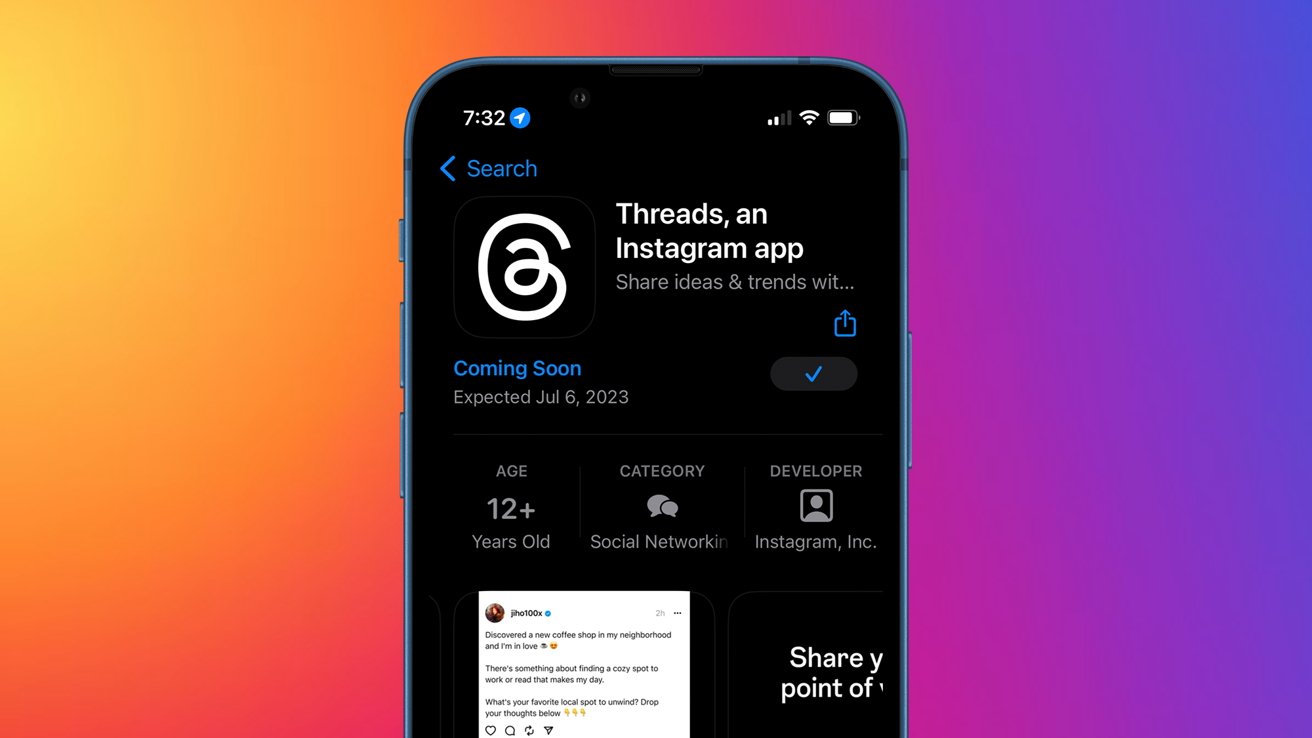 7:32
Search
Threads, an
Instagram app
Share ideas & trends wit...
Coming Soon
Expected Jul 6, 2023
AGE
CATEGORY
DEVELOPER
12+
Years Old
Social Networkin
Instagram, Inc.
jiho100x
2h
Discovered a new coffee shop in my neighborhood
and I'm in love ☕😍
There's something about finding a cozy spot to
work or read that makes my day.
What's your favorite local spot to unwind? Drop
your thoughts below 👇👇👇
Share y
point of